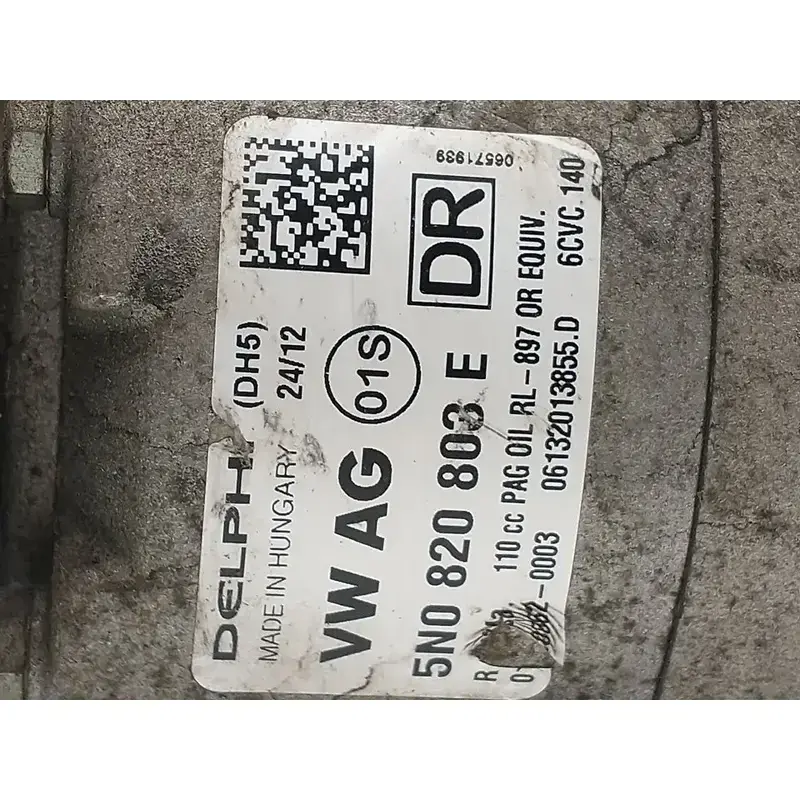 DELPHI (DH5)
MADE IN HUNGARY 24/12
VW AG 01S
5N0 820 803 E DR
06571939
110 cc PAG OIL RL-897 OR EQUIV.
-0003 06132013855.D 6CVC 140